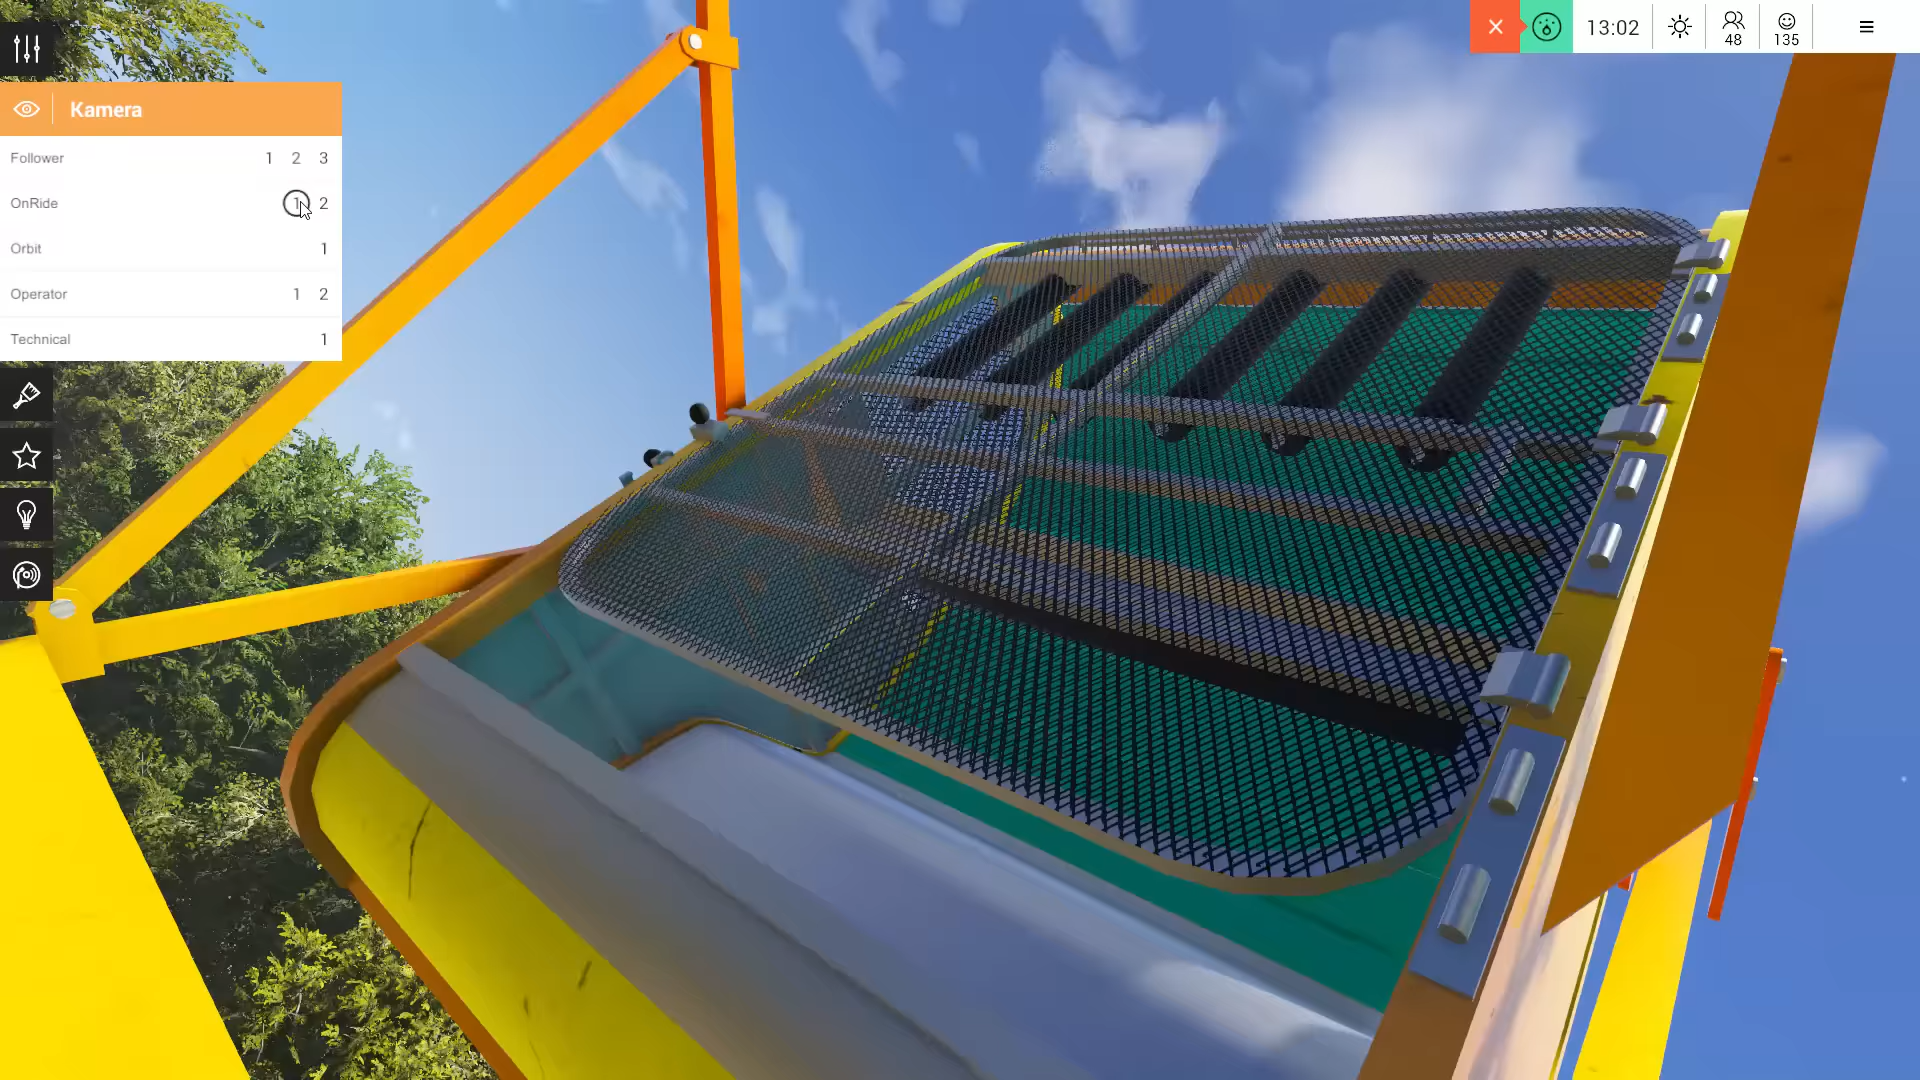 13:02
48
135
Kamera
Follower 1 2 3
OnRide 1 2
Orbit 1
Operator 1 2
Technical 1